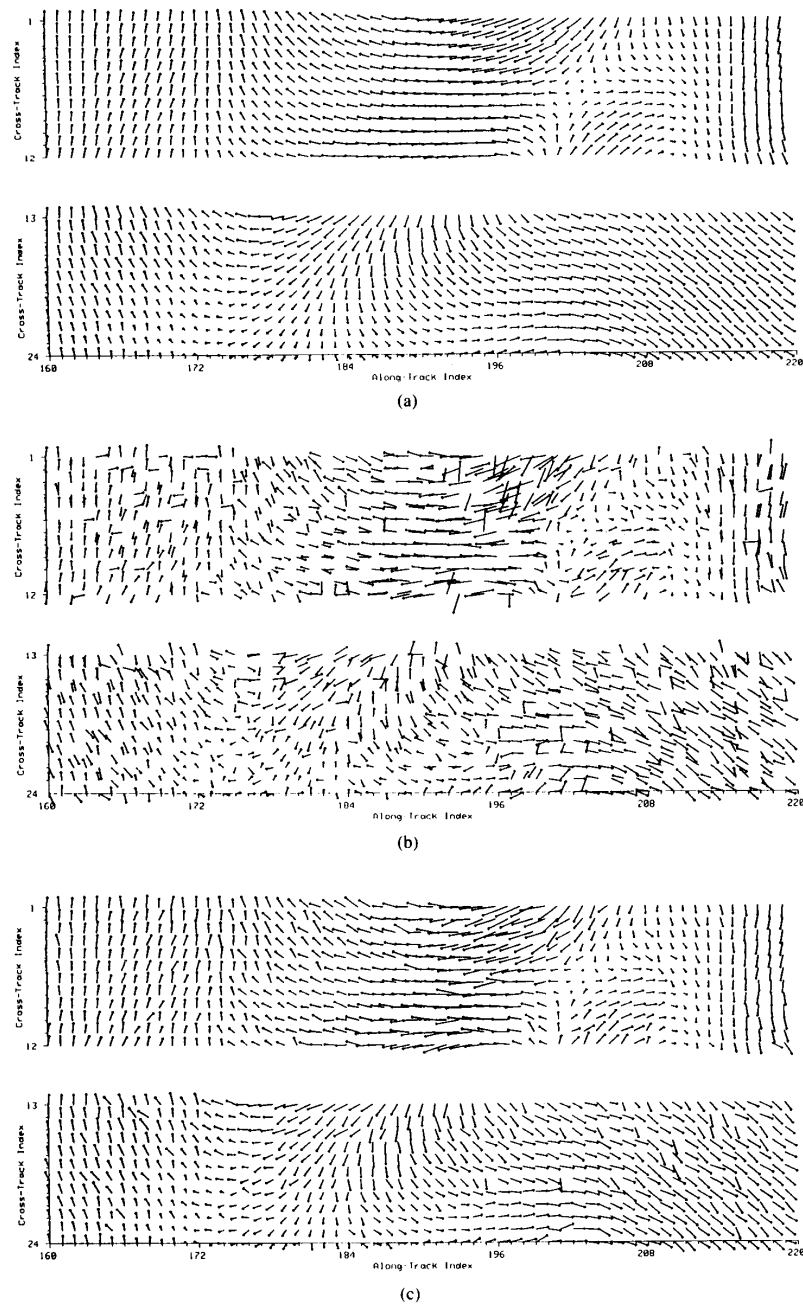 1
Cross-Track Index
12
13
Cross-Track Index
24
160
172
184
196
208
220
Along-Track Index
(a)
1
Cross-Track Index
12
13
Cross-Track Index
24
160
172
184
196
208
220
Along-Track Index
(b)
1
Cross-Track Index
12
13
Cross-Track Index
24
160
172
184
196
208
220
Along-Track Index
(c)